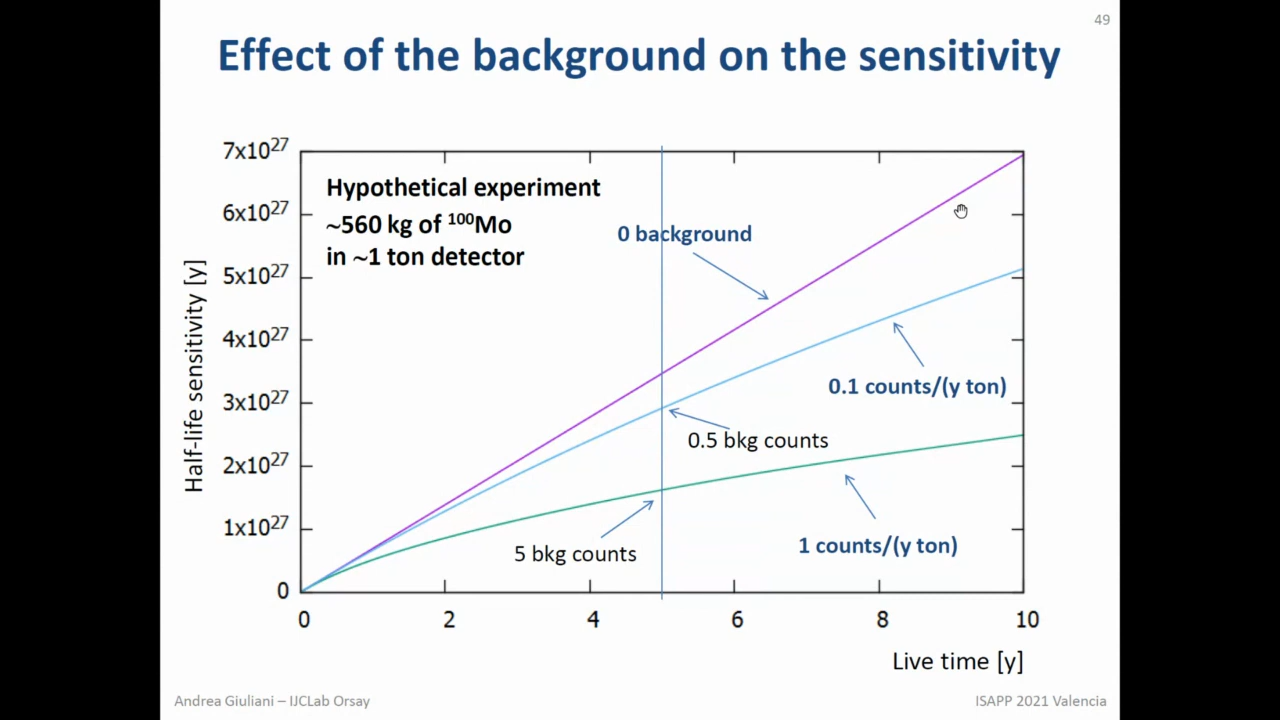 49
Effect of the background on the sensitivity
7x10²⁷
6x10²⁷
5x10²⁷
4x10²⁷
3x10²⁷
2x10²⁷
1x10²⁷
0
Half-life sensitivity [y]
Hypothetical experiment
~560 kg of ¹⁰⁰Mo
in ~1 ton detector
0 background
0.1 counts/(y ton)
0.5 bkg counts
5 bkg counts
1 counts/(y ton)
0 2 4 6 8 10
Live time [y]
Andrea Giuliani – IJCLab Orsay
ISAPP 2021 Valencia